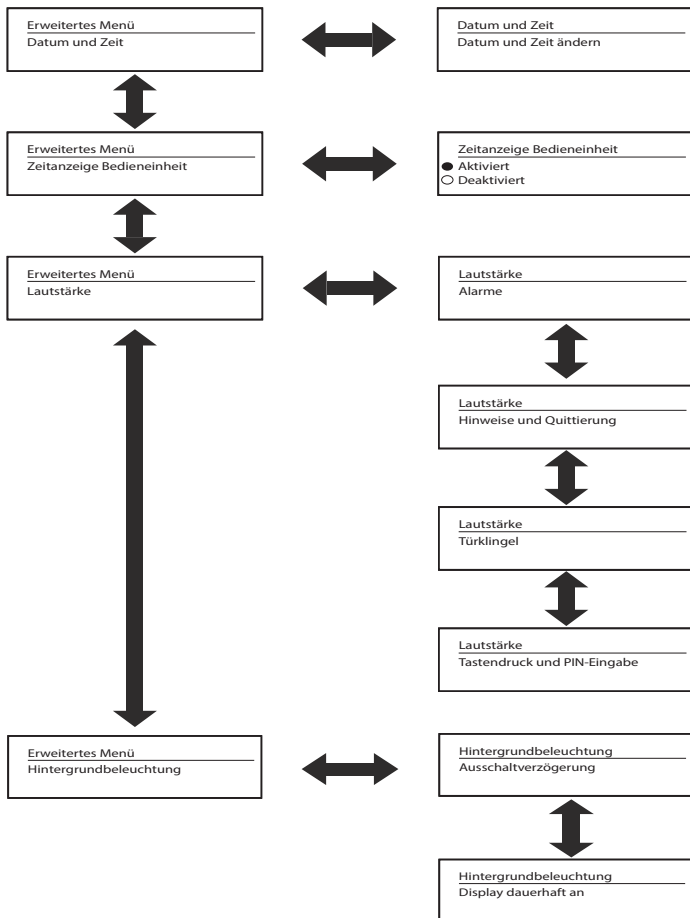 Erweitertes Menü
Datum und Zeit
Datum und Zeit
Datum und Zeit ändern
Erweitertes Menü
Zeitanzeige Bedieneinheit
Zeitanzeige Bedieneinheit
Aktiviert
Deaktiviert
Erweitertes Menü
Lautstärke
Lautstärke
Alarme
Lautstärke
Hinweise und Quittierung
Lautstärke
Türklingel
Lautstärke
Tastendruck und PIN-Eingabe
Erweitertes Menü
Hintergrundbeleuchtung
Hintergrundbeleuchtung
Ausschaltverzögerung
Hintergrundbeleuchtung
Display dauerhaft an